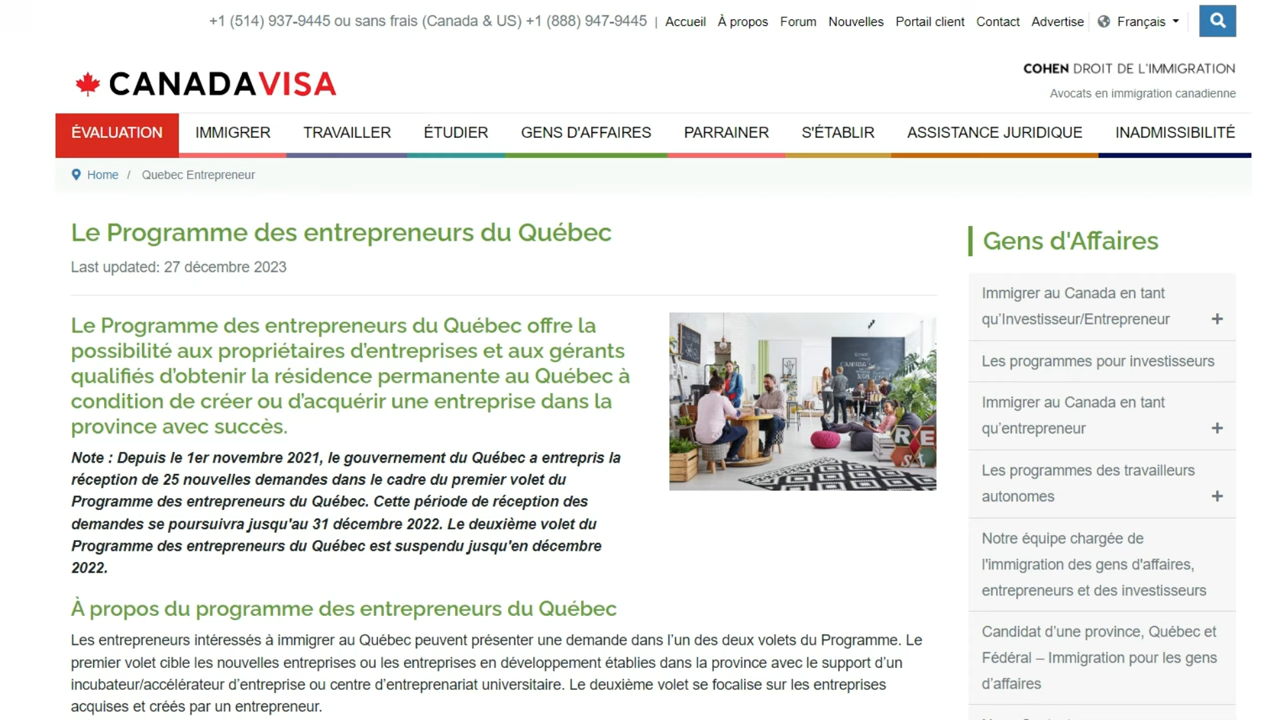 +1 (514) 937-9445 ou sans frais (Canada & US) +1 (888) 947-9445 | Accueil À propos Forum Nouvelles Portail client Contact Advertise Français
CANADAVISA
COHEN DROIT DE L'IMMIGRATION
Avocats en immigration canadienne
ÉVALUATION IMMIGRER TRAVAILLER ÉTUDIER GENS D'AFFAIRES PARRAINER S'ÉTABLIR ASSISTANCE JURIDIQUE INADMISSIBILITÉ
Home / Quebec Entrepreneur
Le Programme des entrepreneurs du Québec
Last updated: 27 décembre 2023
Le Programme des entrepreneurs du Québec offre la
possibilité aux propriétaires d’entreprises et aux gérants
qualifiés d’obtenir la résidence permanente au Québec à
condition de créer ou d’acquérir une entreprise dans la
province avec succès.
Note : Depuis le 1er novembre 2021, le gouvernement du Québec a entrepris la
réception de 25 nouvelles demandes dans le cadre du premier volet du
Programme des entrepreneurs du Québec. Cette période de réception des
demandes se poursuivra jusqu'au 31 décembre 2022. Le deuxième volet du
Programme des entrepreneurs du Québec est suspendu jusqu'en décembre
2022.
À propos du programme des entrepreneurs du Québec
Les entrepreneurs intéressés à immigrer au Québec peuvent présenter une demande dans l’un des deux volets du Programme. Le
premier volet cible les nouvelles entreprises ou les entreprises en développement établies dans la province avec le support d’un
incubateur/accélérateur d’entreprise ou centre d’entreprenariat universitaire. Le deuxième volet se focalise sur les entreprises
acquises et créés par un entrepreneur.
Gens d'Affaires
Immigrer au Canada en tant
qu’Investisseur/Entrepreneur +
Les programmes pour investisseurs
Immigrer au Canada en tant
qu’entrepreneur +
Les programmes des travailleurs
autonomes +
Notre équipe chargée de
l'immigration des gens d'affaires,
entrepreneurs et des investisseurs
Candidat d’une province, Québec et
Fédéral – Immigration pour les gens
d’affaires